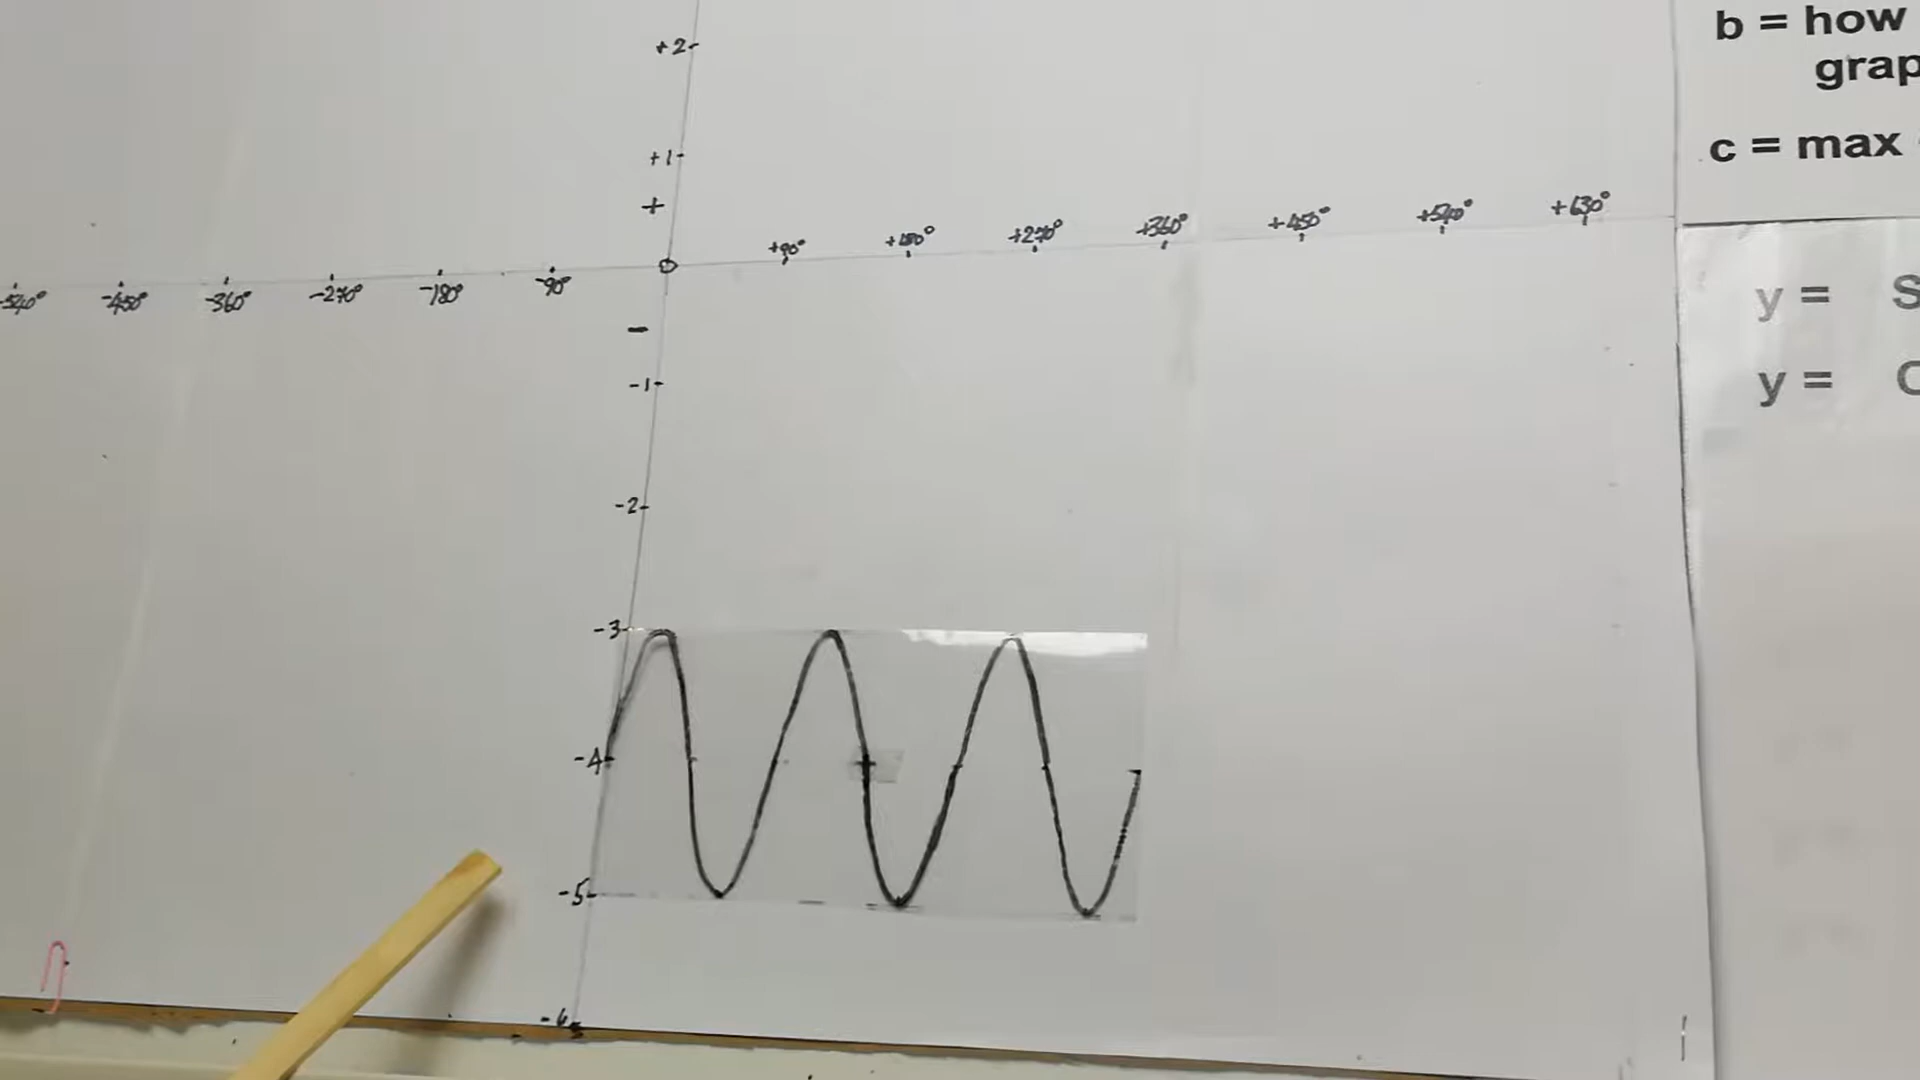 +2
+1
+
+90° +180° +270° +360° +450° +540° +630°
0
-540° -450° -360° -270° -180° -90°
-
-1
-2
-3
-4
-5
-6
b = how
grap
c = max
y = S
y =